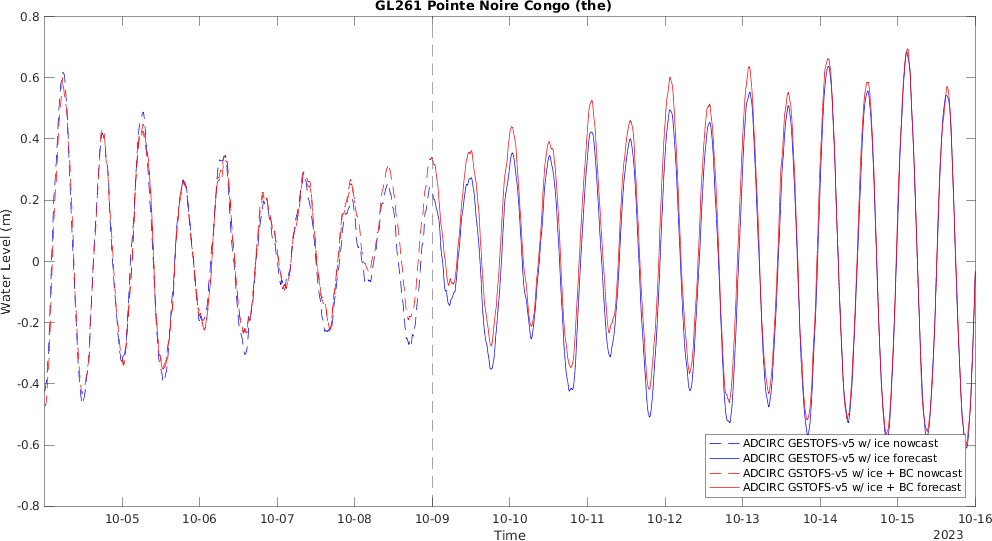 GL261 Pointe Noire Congo (the)
0.8
0.6
0.4
0.2
0
-0.2
-0.4
-0.6
-0.8
Water Level (m)
10-05 10-06 10-07 10-08 10-09 10-10 10-11 10-12 10-13 10-14 10-15 10-16
Time
2023
ADCIRC GESTOFS-v5 w/ ice nowcast
ADCIRC GESTOFS-v5 w/ ice forecast
ADCIRC GSTOFS-v5 w/ ice + BC nowcast
ADCIRC GSTOFS-v5 w/ ice + BC forecast